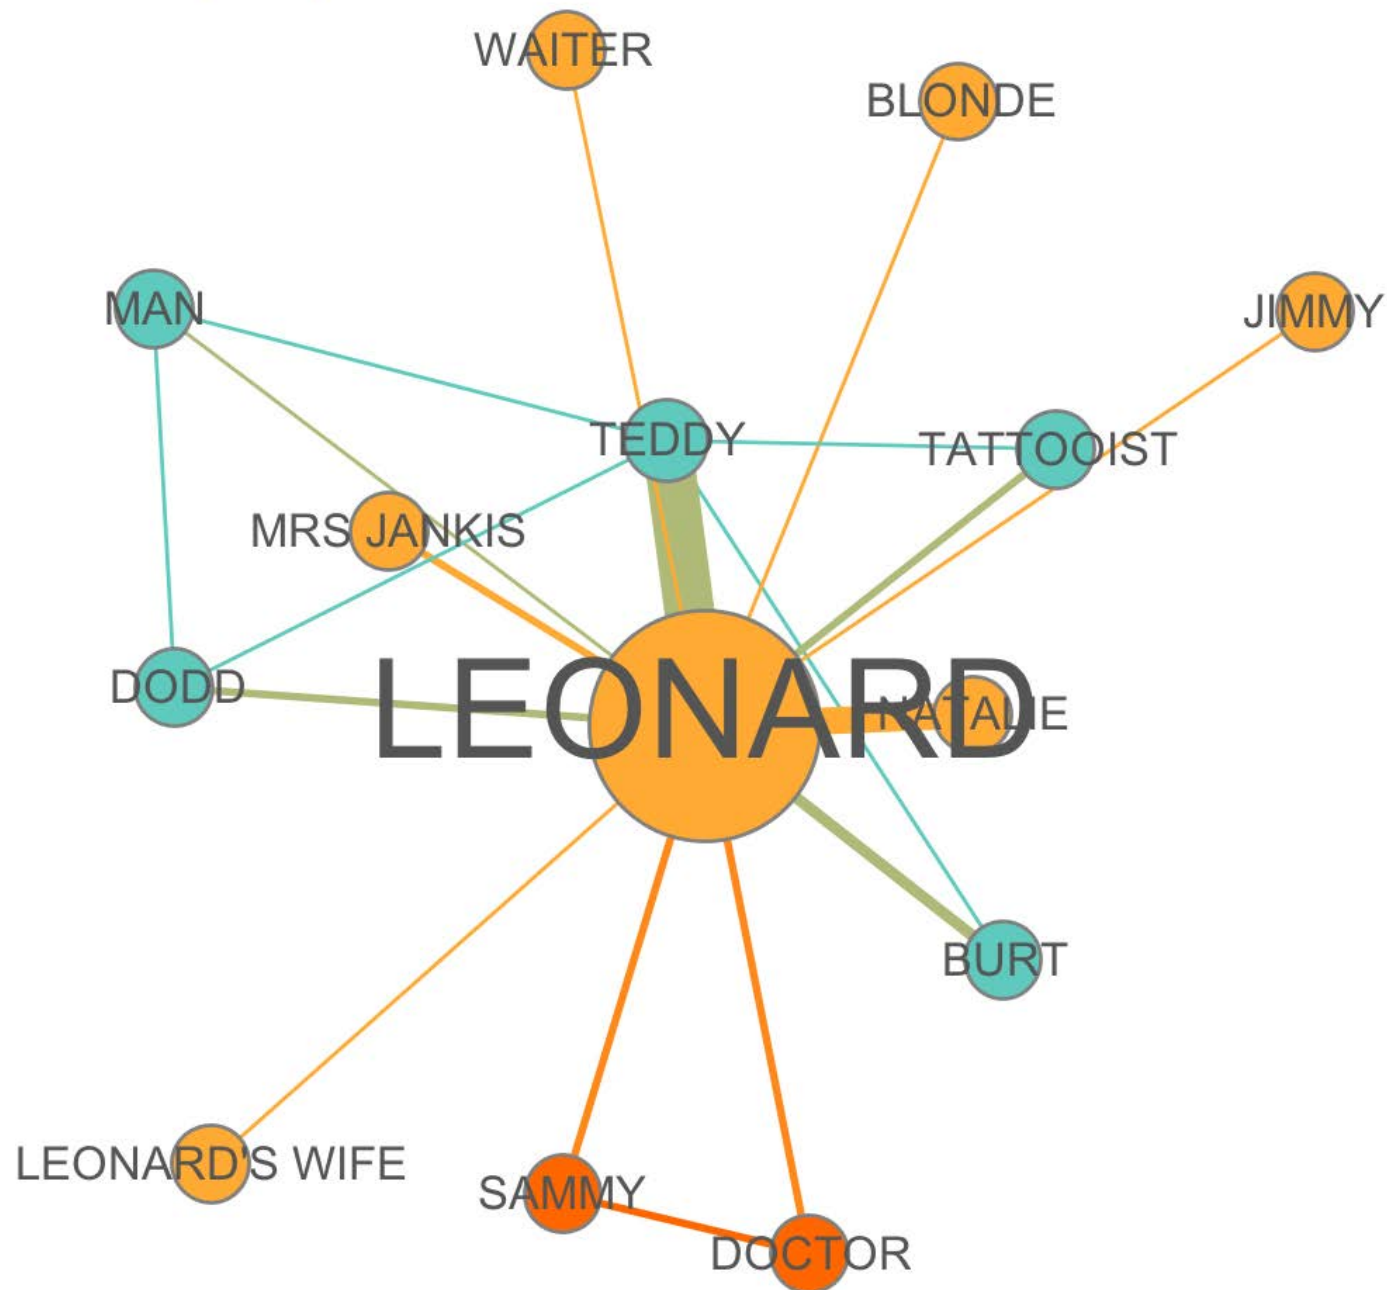 WAITER
BLONDE
MAN
JIMMY
TEDDY
TATTOOIST
MRS JANKIS
DODD
LEONARD
NATALIE
BURT
LEONARD'S WIFE
SAMMY
DOCTOR